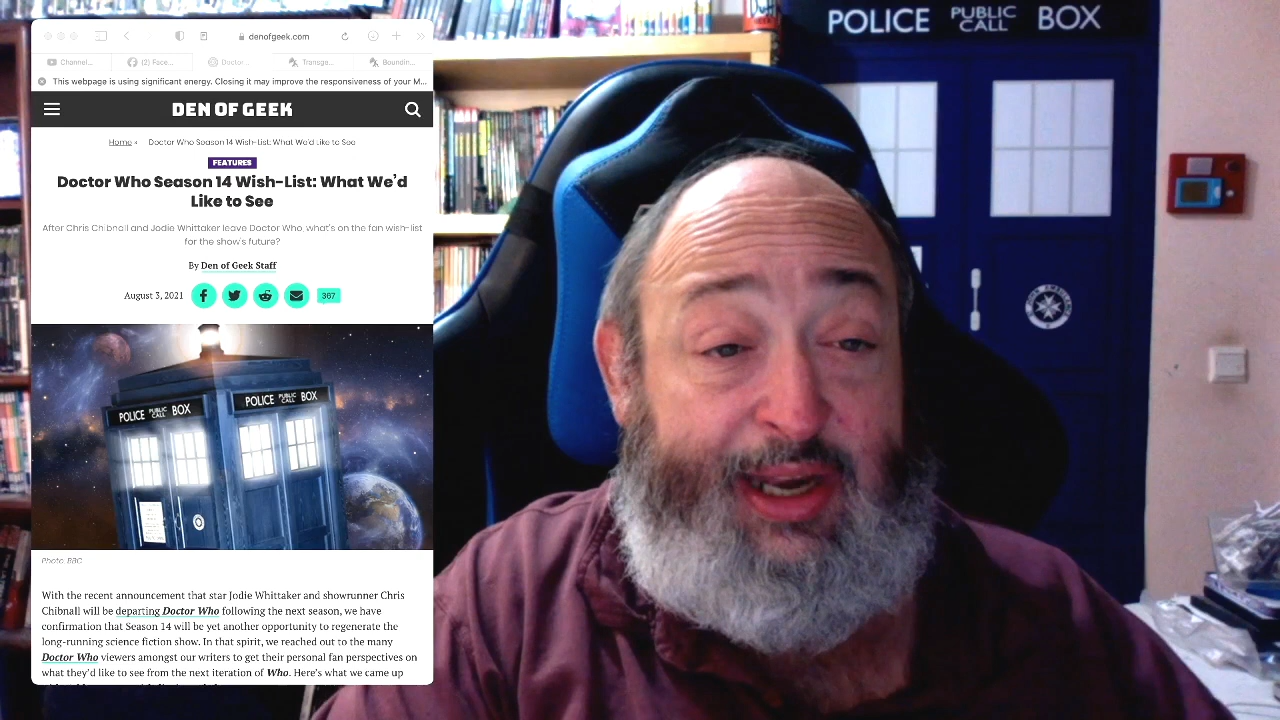 denofgeek.com
Channel...
(2) Face...
Doctor...
Transga...
Boundin...
This webpage is using significant energy. Closing it may improve the responsiveness of your M...
DEN OF GEEK
Home » Doctor Who Season 14 Wish-List: What We'd Like to See
FEATURES
Doctor Who Season 14 Wish-List: What We'd
Like to See
After Chris Chibnall and Jodie Whittaker leave Doctor Who, what's on the fan wish-list
for the show's future?
By Den of Geek Staff
August 3, 2021
367
POLICE PUBLIC CALL BOX
POLICE PUBLIC CALL BOX
Photo: BBC
With the recent announcement that star Jodie Whittaker and showrunner Chris
Chibnall will be departing Doctor Who following the next season, we have
confirmation that Season 14 will be yet another opportunity to regenerate the
long-running science fiction show. In that spirit, we reached out to the many
Doctor Who viewers amongst our writers to get their personal fan perspectives on
what they'd like to see from the next iteration of Who. Here's what we came up
POLICE PUBLIC CALL BOX